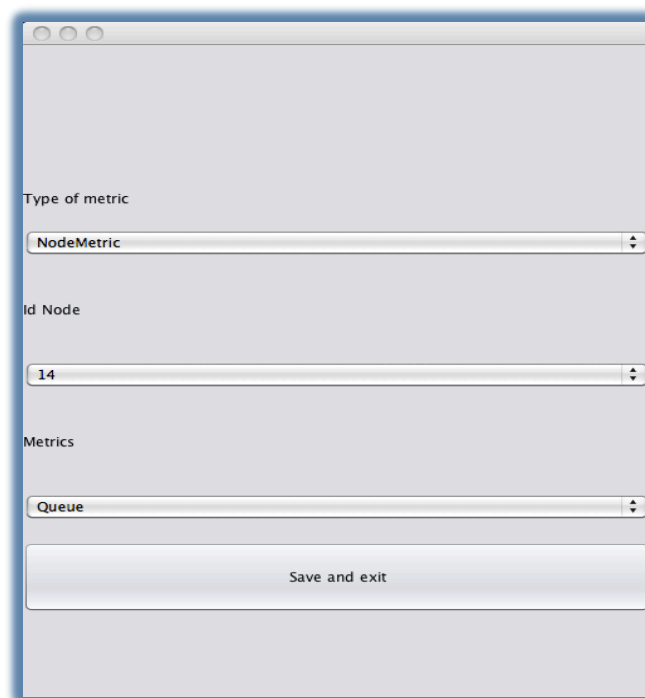 Type of metric
NodeMetric
Id Node
14
Metrics
Queue
Save and exit